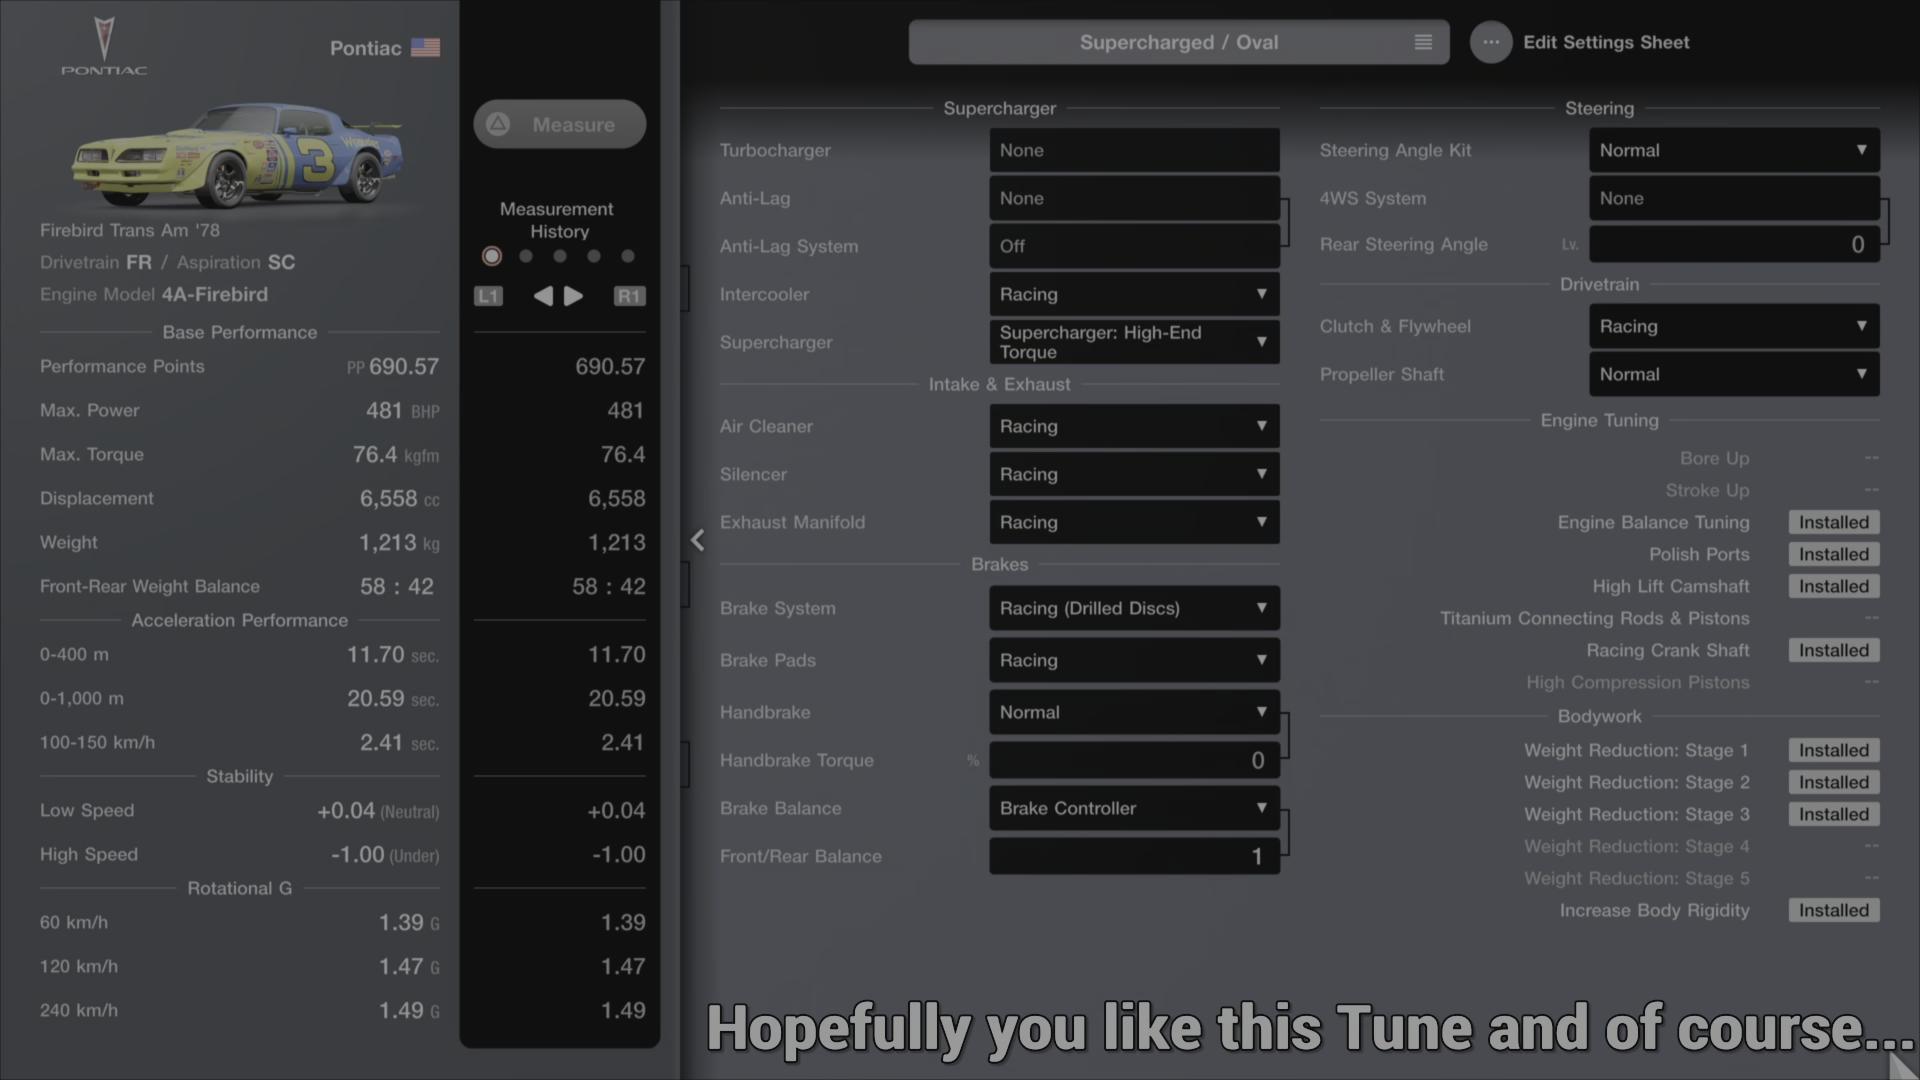 PONTIAC
Pontiac
3
Firebird Trans Am '78
Drivetrain FR / Aspiration SC
Engine Model 4A-Firebird
Base Performance
Performance Points PP 690.57
Max. Power 481 BHP
Max. Torque 76.4 kgfm
Displacement 6,558 cc
Weight 1,213 kg
Front-Rear Weight Balance 58 : 42
Acceleration Performance
0-400 m 11.70 sec.
0-1,000 m 20.59 sec.
100-150 km/h 2.41 sec.
Stability
Low Speed +0.04 (Neutral)
High Speed -1.00 (Under)
Rotational G
60 km/h 1.39 G
120 km/h 1.47 G
240 km/h 1.49 G
Measure
Measurement
History
L1 R1
690.57
481
76.4
6,558
1,213
58 : 42
11.70
20.59
2.41
+0.04
-1.00
1.39
1.47
1.49
Supercharged / Oval
Edit Settings Sheet
Supercharger
Turbocharger None
Anti-Lag None
Anti-Lag System Off
Intercooler Racing
Supercharger Supercharger: High-End
Torque
Intake & Exhaust
Air Cleaner Racing
Silencer Racing
Exhaust Manifold Racing
Brakes
Brake System Racing (Drilled Discs)
Brake Pads Racing
Handbrake Normal
Handbrake Torque % 0
Brake Balance Brake Controller
Front/Rear Balance 1
Steering
Steering Angle Kit Normal
4WS System None
Rear Steering Angle Lv. 0
Drivetrain
Clutch & Flywheel Racing
Propeller Shaft Normal
Engine Tuning
Bore Up --
Stroke Up --
Engine Balance Tuning Installed
Polish Ports Installed
High Lift Camshaft Installed
Titanium Connecting Rods & Pistons --
Racing Crank Shaft Installed
High Compression Pistons --
Bodywork
Weight Reduction: Stage 1 Installed
Weight Reduction: Stage 2 Installed
Weight Reduction: Stage 3 Installed
Weight Reduction: Stage 4 --
Weight Reduction: Stage 5 --
Increase Body Rigidity Installed
Hopefully you like this Tune and of course...